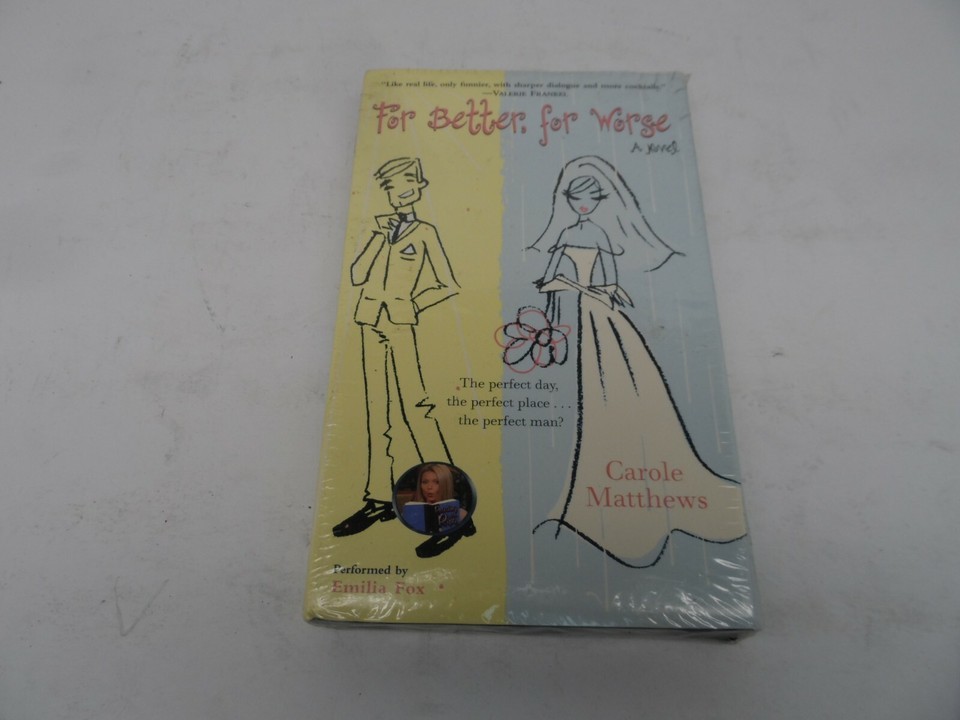 "Like real life, only funnier, with sharper dialogue and more cocktails."
—VALERIE FRANKEL
For Better, for Worse
A Novel
The perfect day,
the perfect place . . .
the perfect man?
Carole
Matthews
Performed by
Emilia Fox